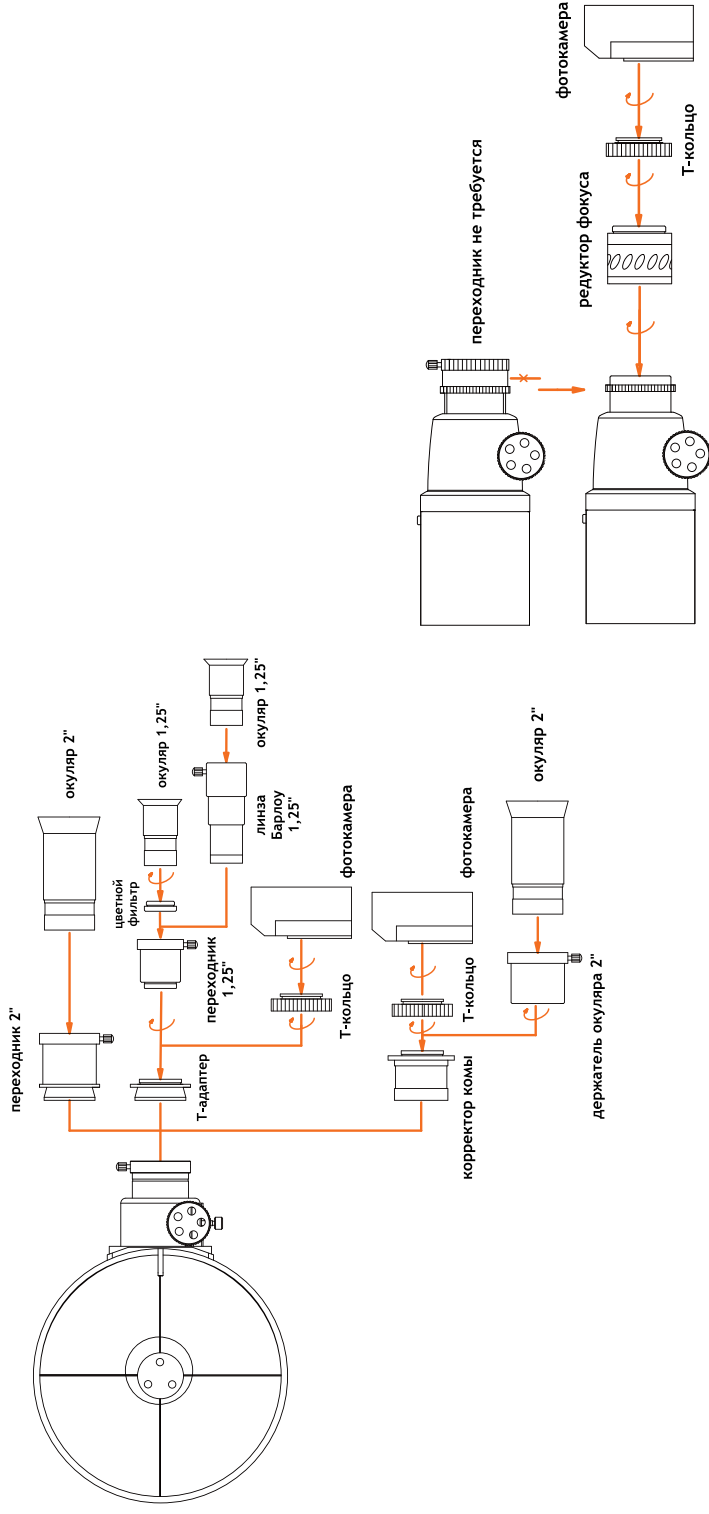 переходник 2"
окуляр 2"
Т-адаптер
переходник
1,25"
цветной
фильтр
окуляр 1,25"
линза
Барлоу
1,25"
окуляр 1,25"
Т-кольцо
фотокамера
корректор комы
Т-кольцо
фотокамера
держатель окуляра 2"
окуляр 2"
переходник не требуется
редуктор фокуса
Т-кольцо
фотокамера